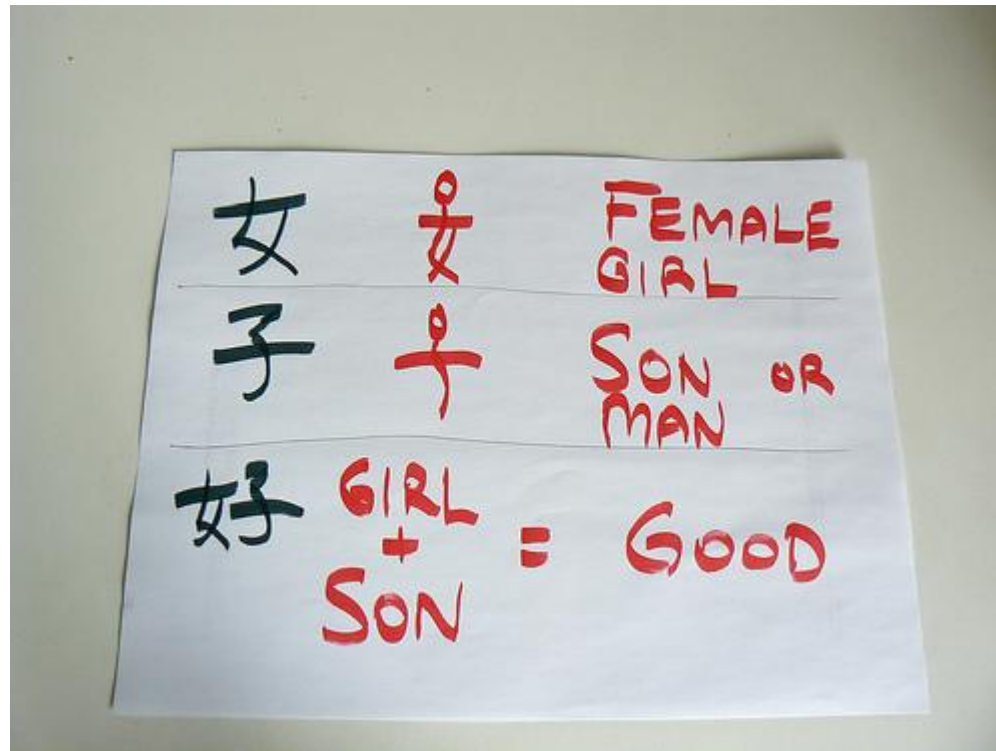 女 FEMALE
GIRL
子 SON OR
MAN
好 GIRL
+
SON
= GOOD